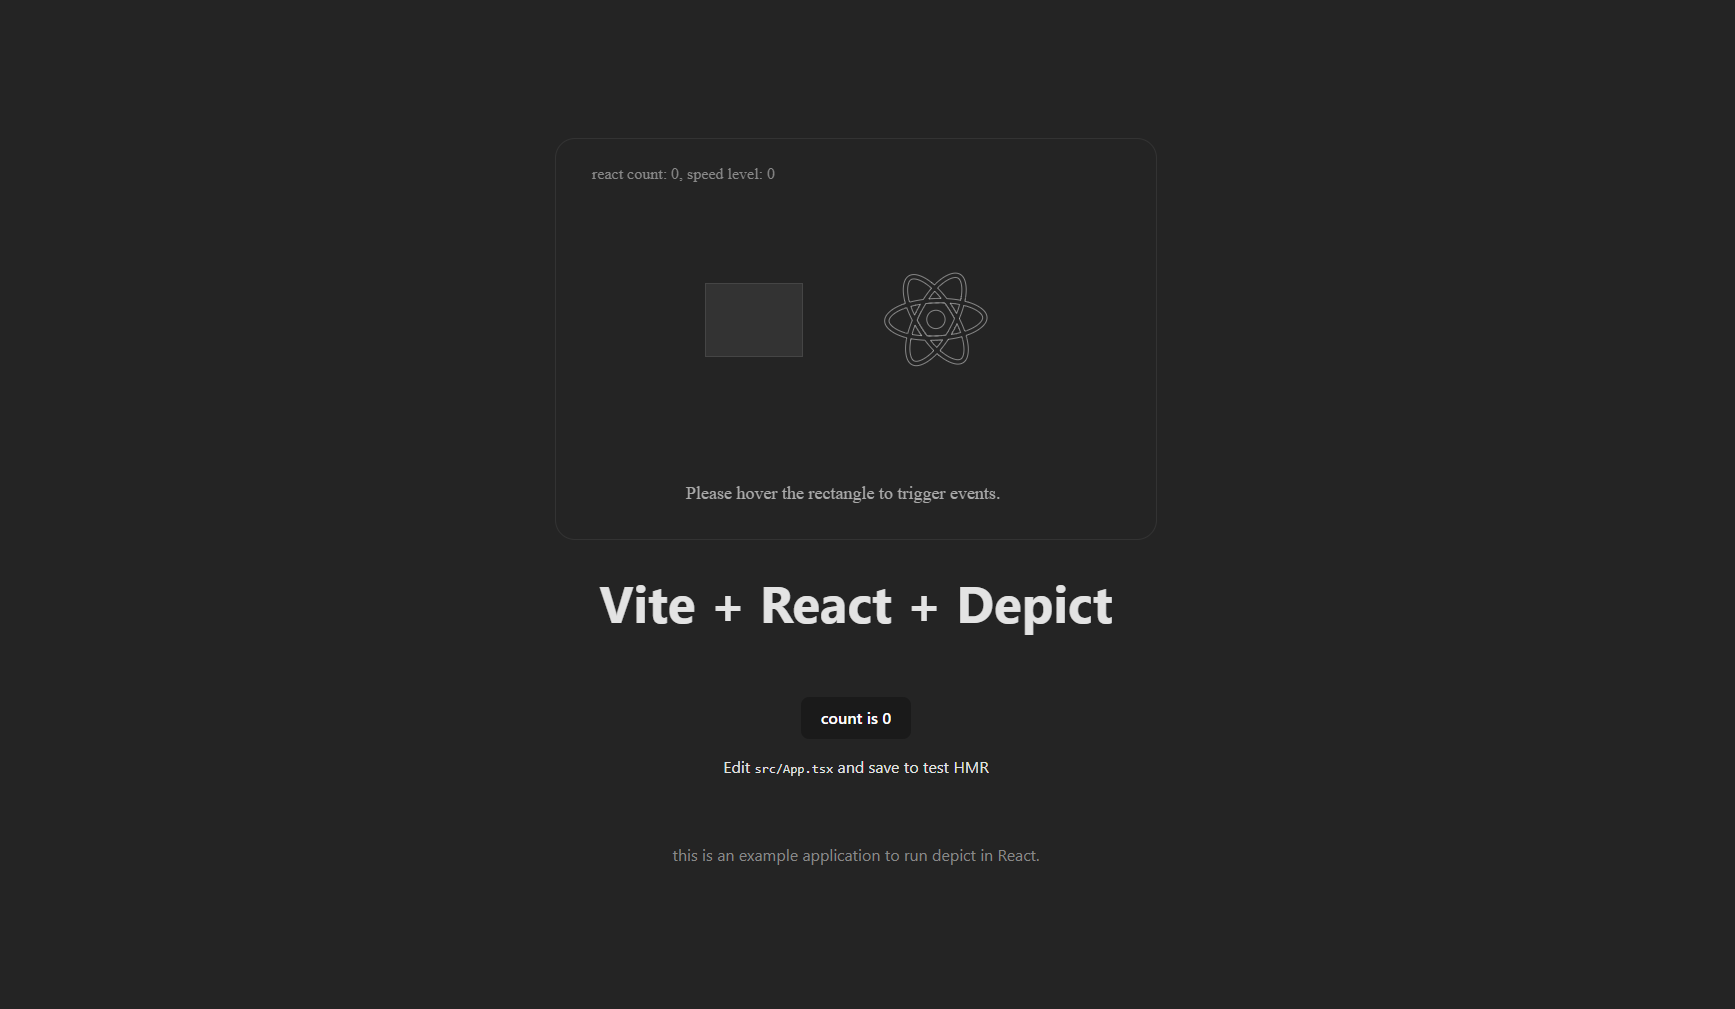 react count: 0, speed level: 0
Please hover the rectangle to trigger events.
Vite + React + Depict
count is 0
Edit src/App.tsx and save to test HMR
this is an example application to run depict in React.